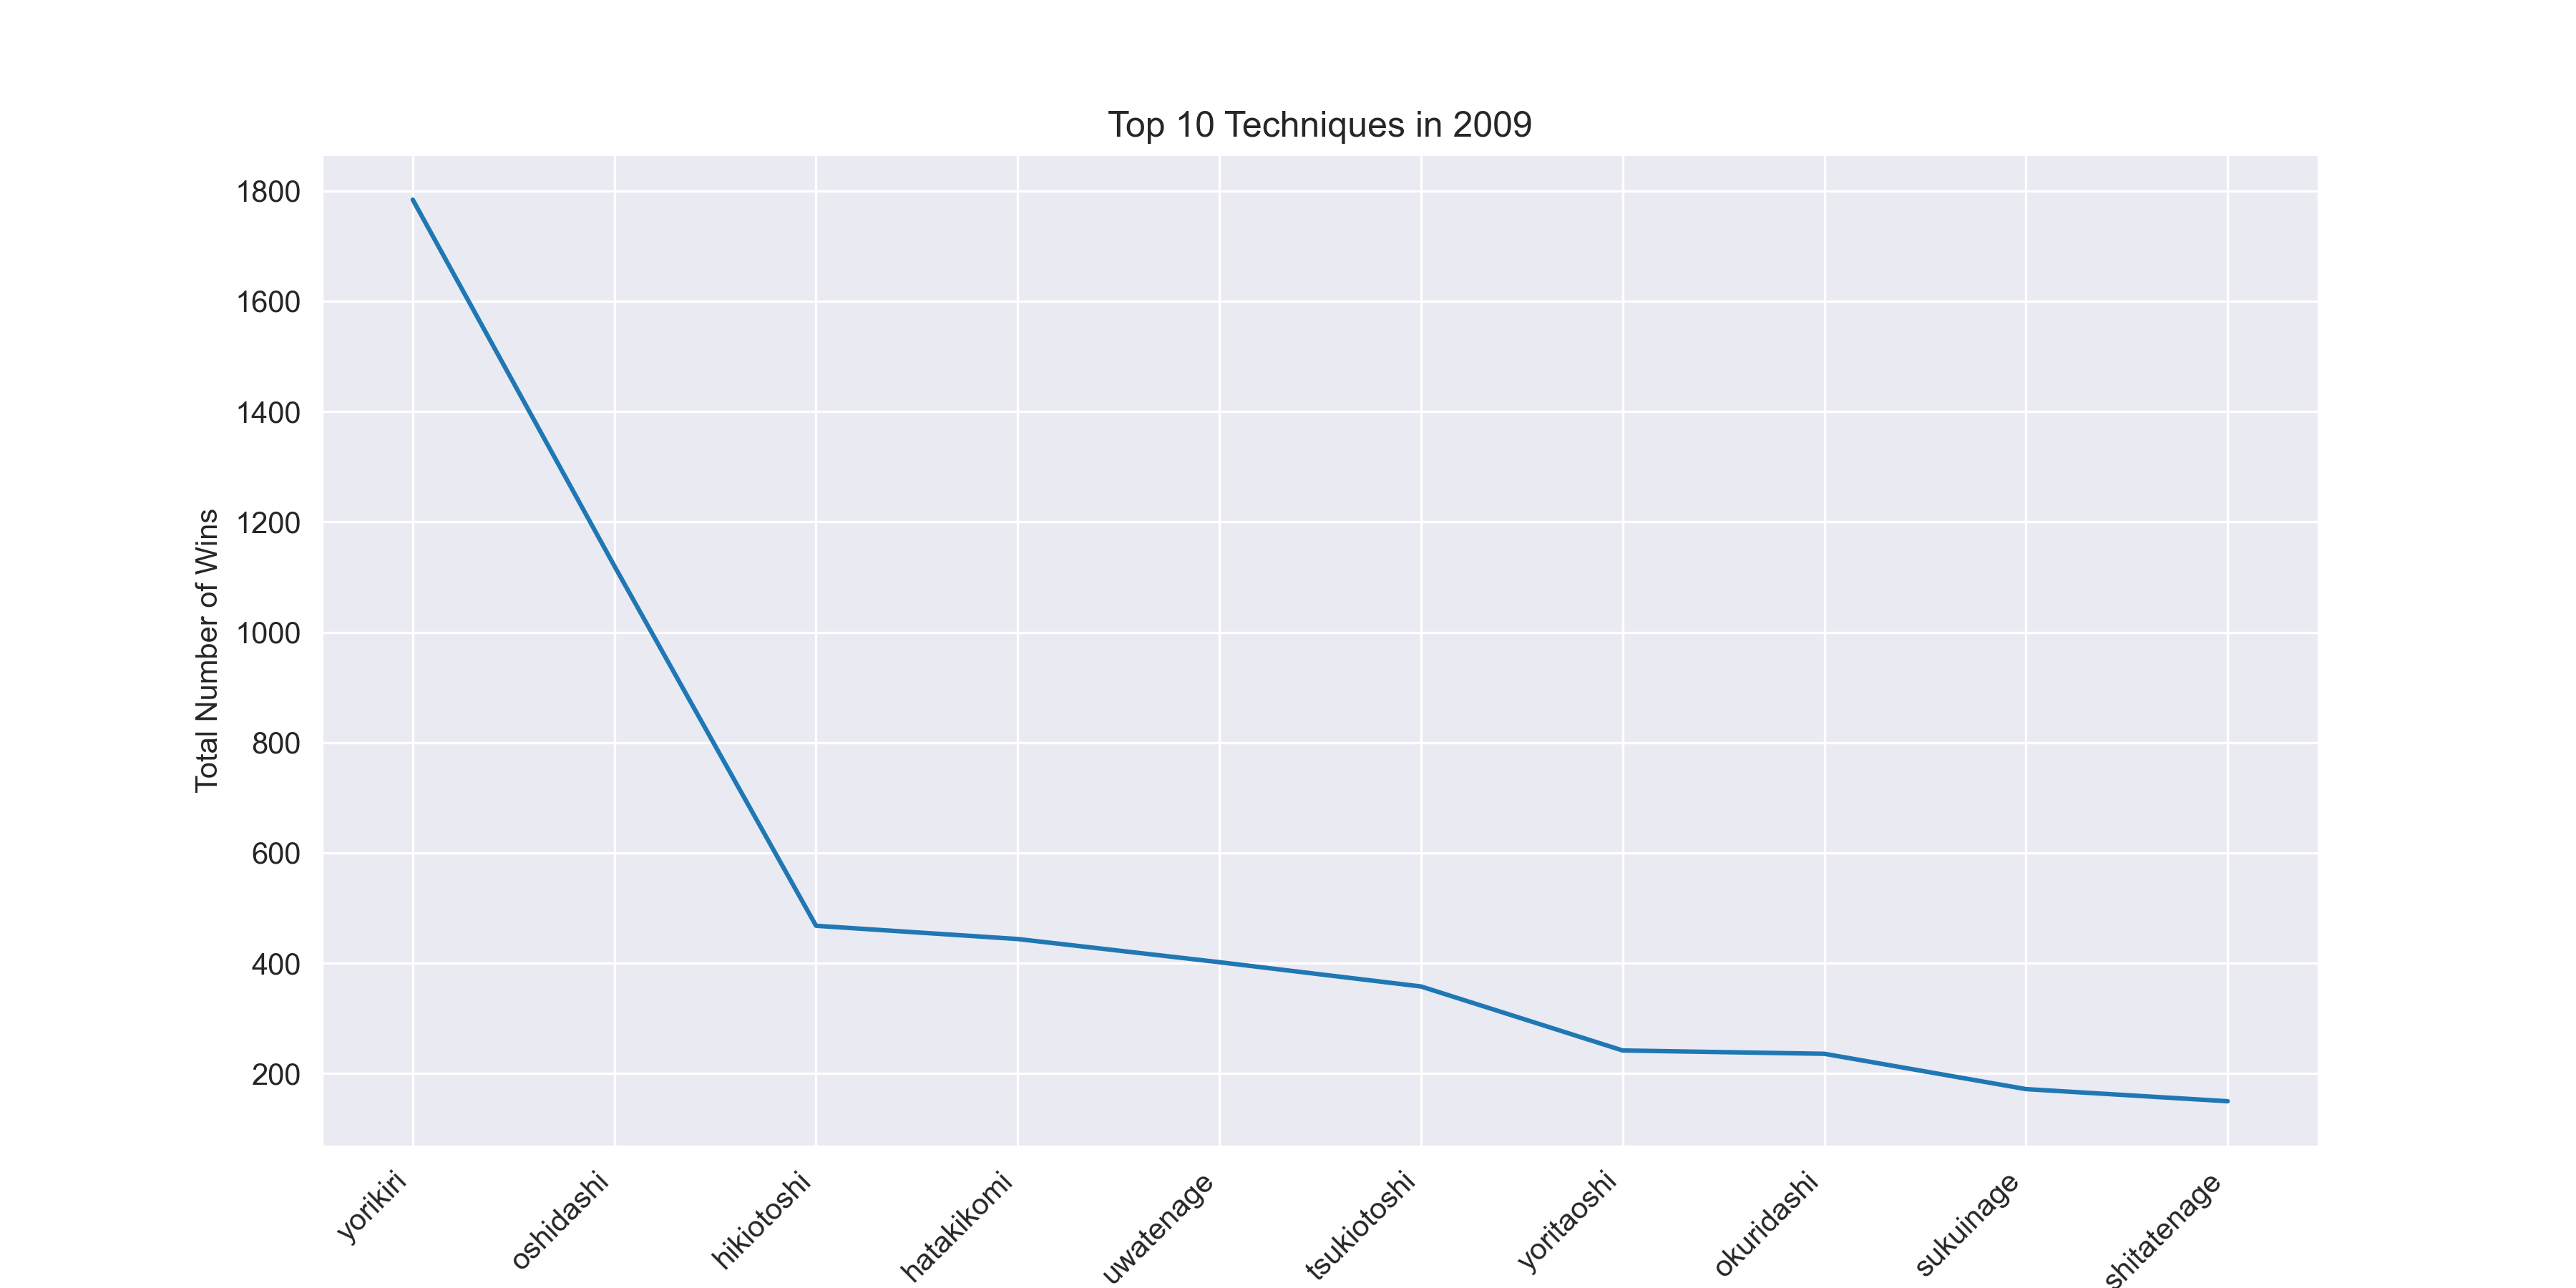 Top 10 Techniques in 2009
Total Number of Wins
1800
1600
1400
1200
1000
800
600
400
200
yorikiri
oshidashi
hikiotoshi
hatakikomi
uwatenage
tsukiotoshi
yoritaoshi
okuridashi
sukuinage
shitatenage